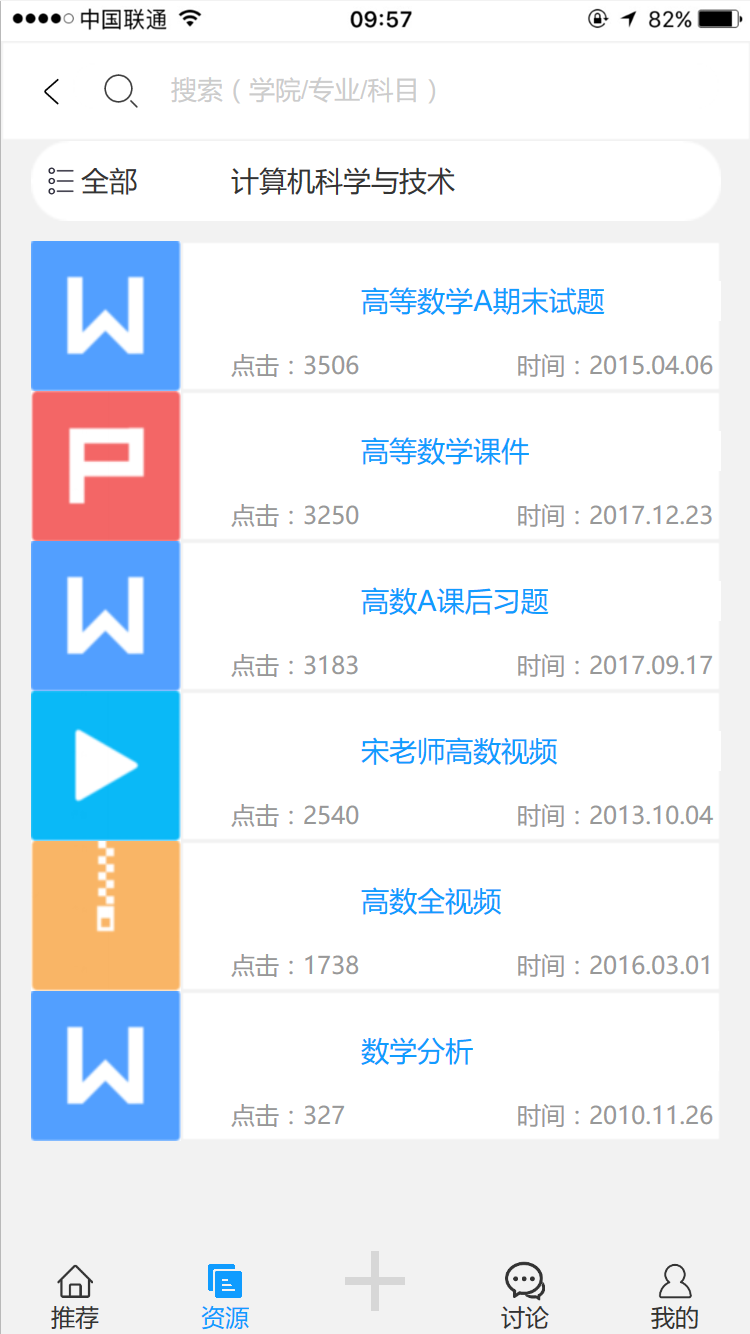 中国联通 09:57 82%
搜索（学院/专业/科目）
全部 计算机科学与技术
W
高等数学A期末试题
点击：3506 时间：2015.04.06
P
高等数学课件
点击：3250 时间：2017.12.23
W
高数A课后习题
点击：3183 时间：2017.09.17
宋老师高数视频
点击：2540 时间：2013.10.04
高数全视频
点击：1738 时间：2016.03.01
W
数学分析
点击：327 时间：2010.11.26
推荐 资源 讨论 我的